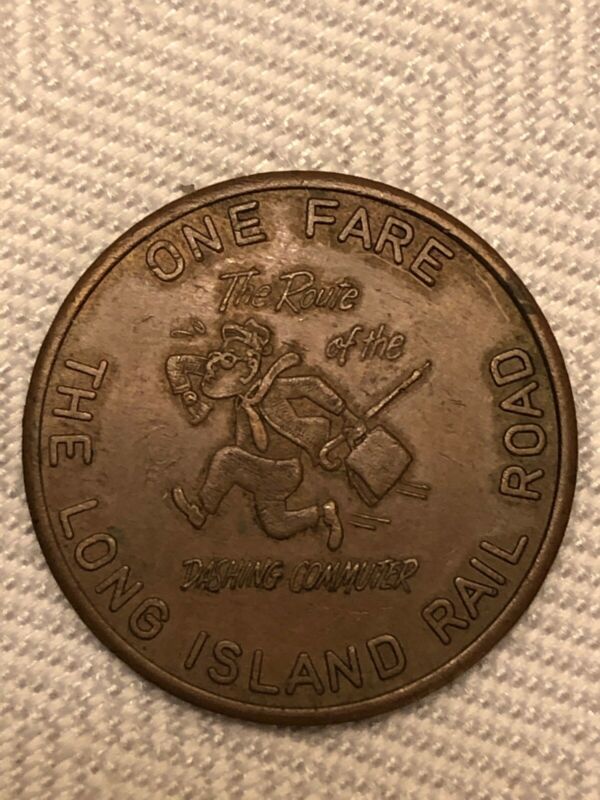 ONE FARE
The Route
of the
DASHING COMMUTER
THE LONG ISLAND RAIL ROAD